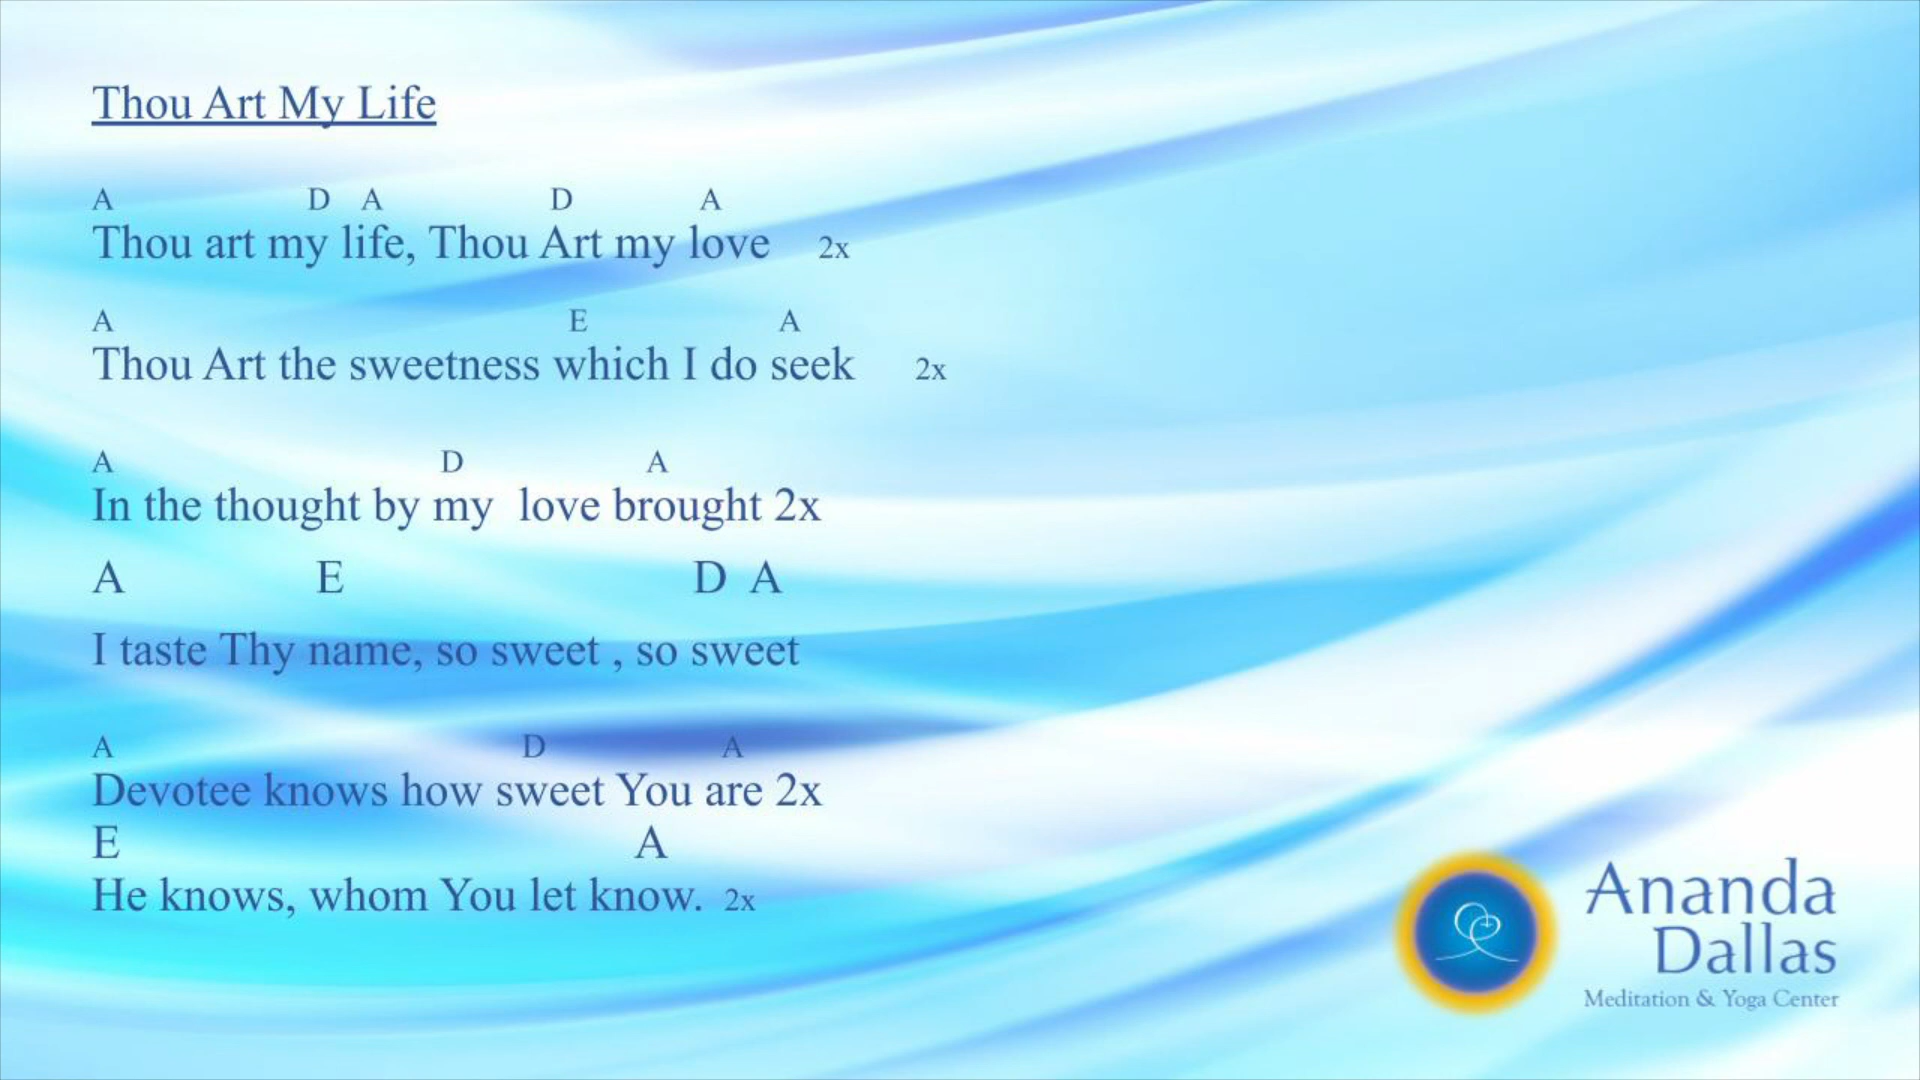 Thou Art My Life
A D A D A
Thou art my life, Thou Art my love 2x
A E A
Thou Art the sweetness which I do seek 2x
A D A
In the thought by my love brought 2x
A E D A
I taste Thy name, so sweet , so sweet
A D A
Devotee knows how sweet You are 2x
E A
He knows, whom You let know. 2x
Ananda
Dallas
Meditation & Yoga Center